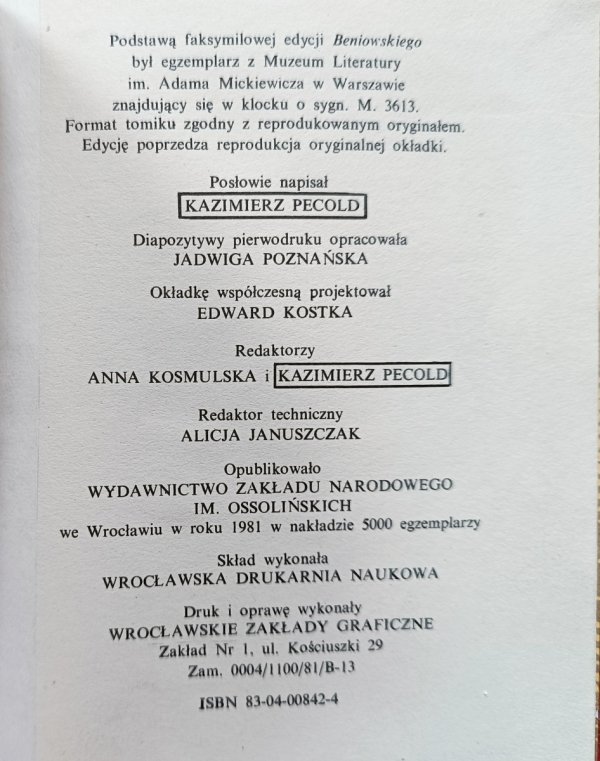 Podstawą faksymilowej edycji Beniowskiego
był egzemplarz z Muzeum Literatury
im. Adama Mickiewicza w Warszawie
znajdujący się w klocku o sygn. M. 3613.
Format tomiku zgodny z reprodukowanym oryginałem.
Edycję poprzedza reprodukcja oryginalnej okładki.
Posłowie napisał
KAZIMIERZ PECOLD
Diapozytywy pierwodruku opracowała
JADWIGA POZNAŃSKA
Okładkę współczesną projektował
EDWARD KOSTKA
Redaktorzy
ANNA KOSMULSKA i KAZIMIERZ PECOLD
Redaktor techniczny
ALICJA JANUSZCZAK
Opublikowało
WYDAWNICTWO ZAKŁADU NARODOWEGO
IM. OSSOLIŃSKICH
we Wrocławiu w roku 1981 w nakładzie 5000 egzemplarzy
Skład wykonała
WROCŁAWSKA DRUKARNIA NAUKOWA
Druk i oprawę wykonały
WROCŁAWSKIE ZAKŁADY GRAFICZNE
Zakład Nr 1, ul. Kościuszki 29
Zam. 0004/1100/81/B-13
ISBN 83-04-00842-4